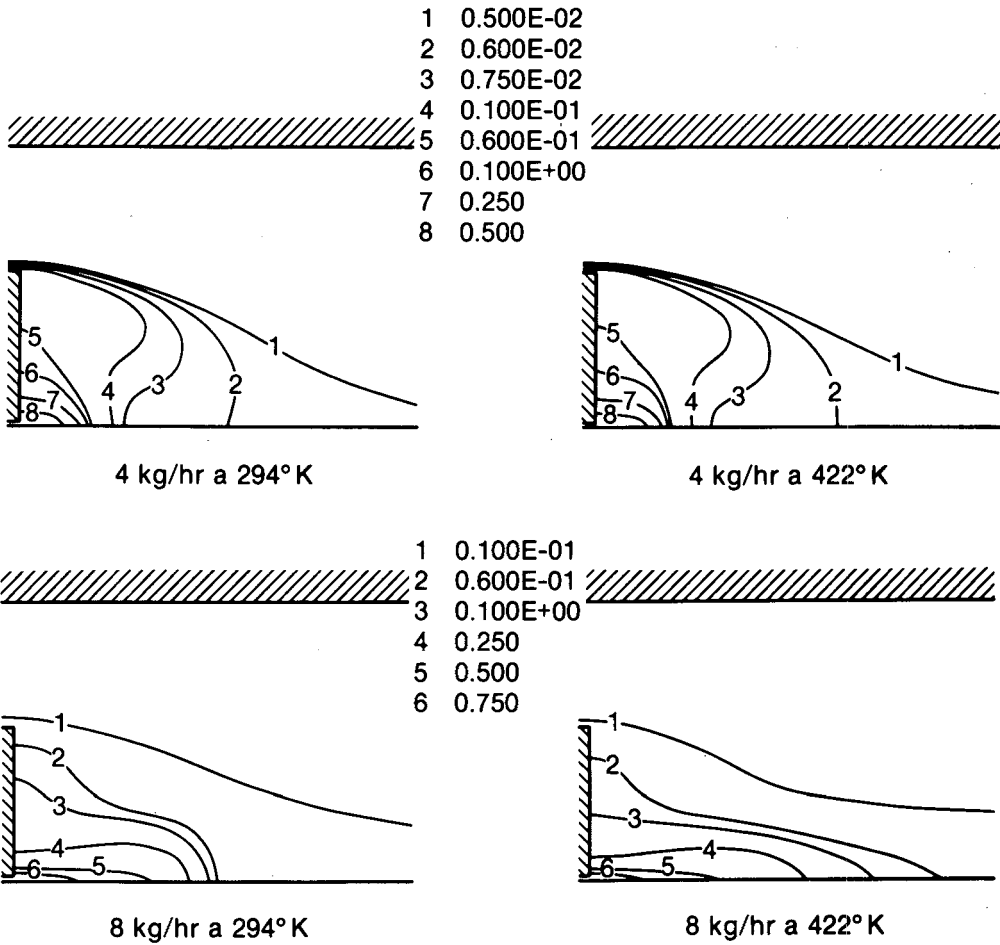 1 0.500E-02
2 0.600E-02
3 0.750E-02
4 0.100E-01
5 0.600E-01
6 0.100E+00
7 0.250
8 0.500
5
6
7
8
4
3
2
1
5
6
7
8
4
3
2
1
4 kg/hr a 294° K
4 kg/hr a 422° K
1 0.100E-01
2 0.600E-01
3 0.100E+00
4 0.250
5 0.500
6 0.750
1
2
3
4
5
6
1
2
3
4
5
6
8 kg/hr a 294° K
8 kg/hr a 422° K